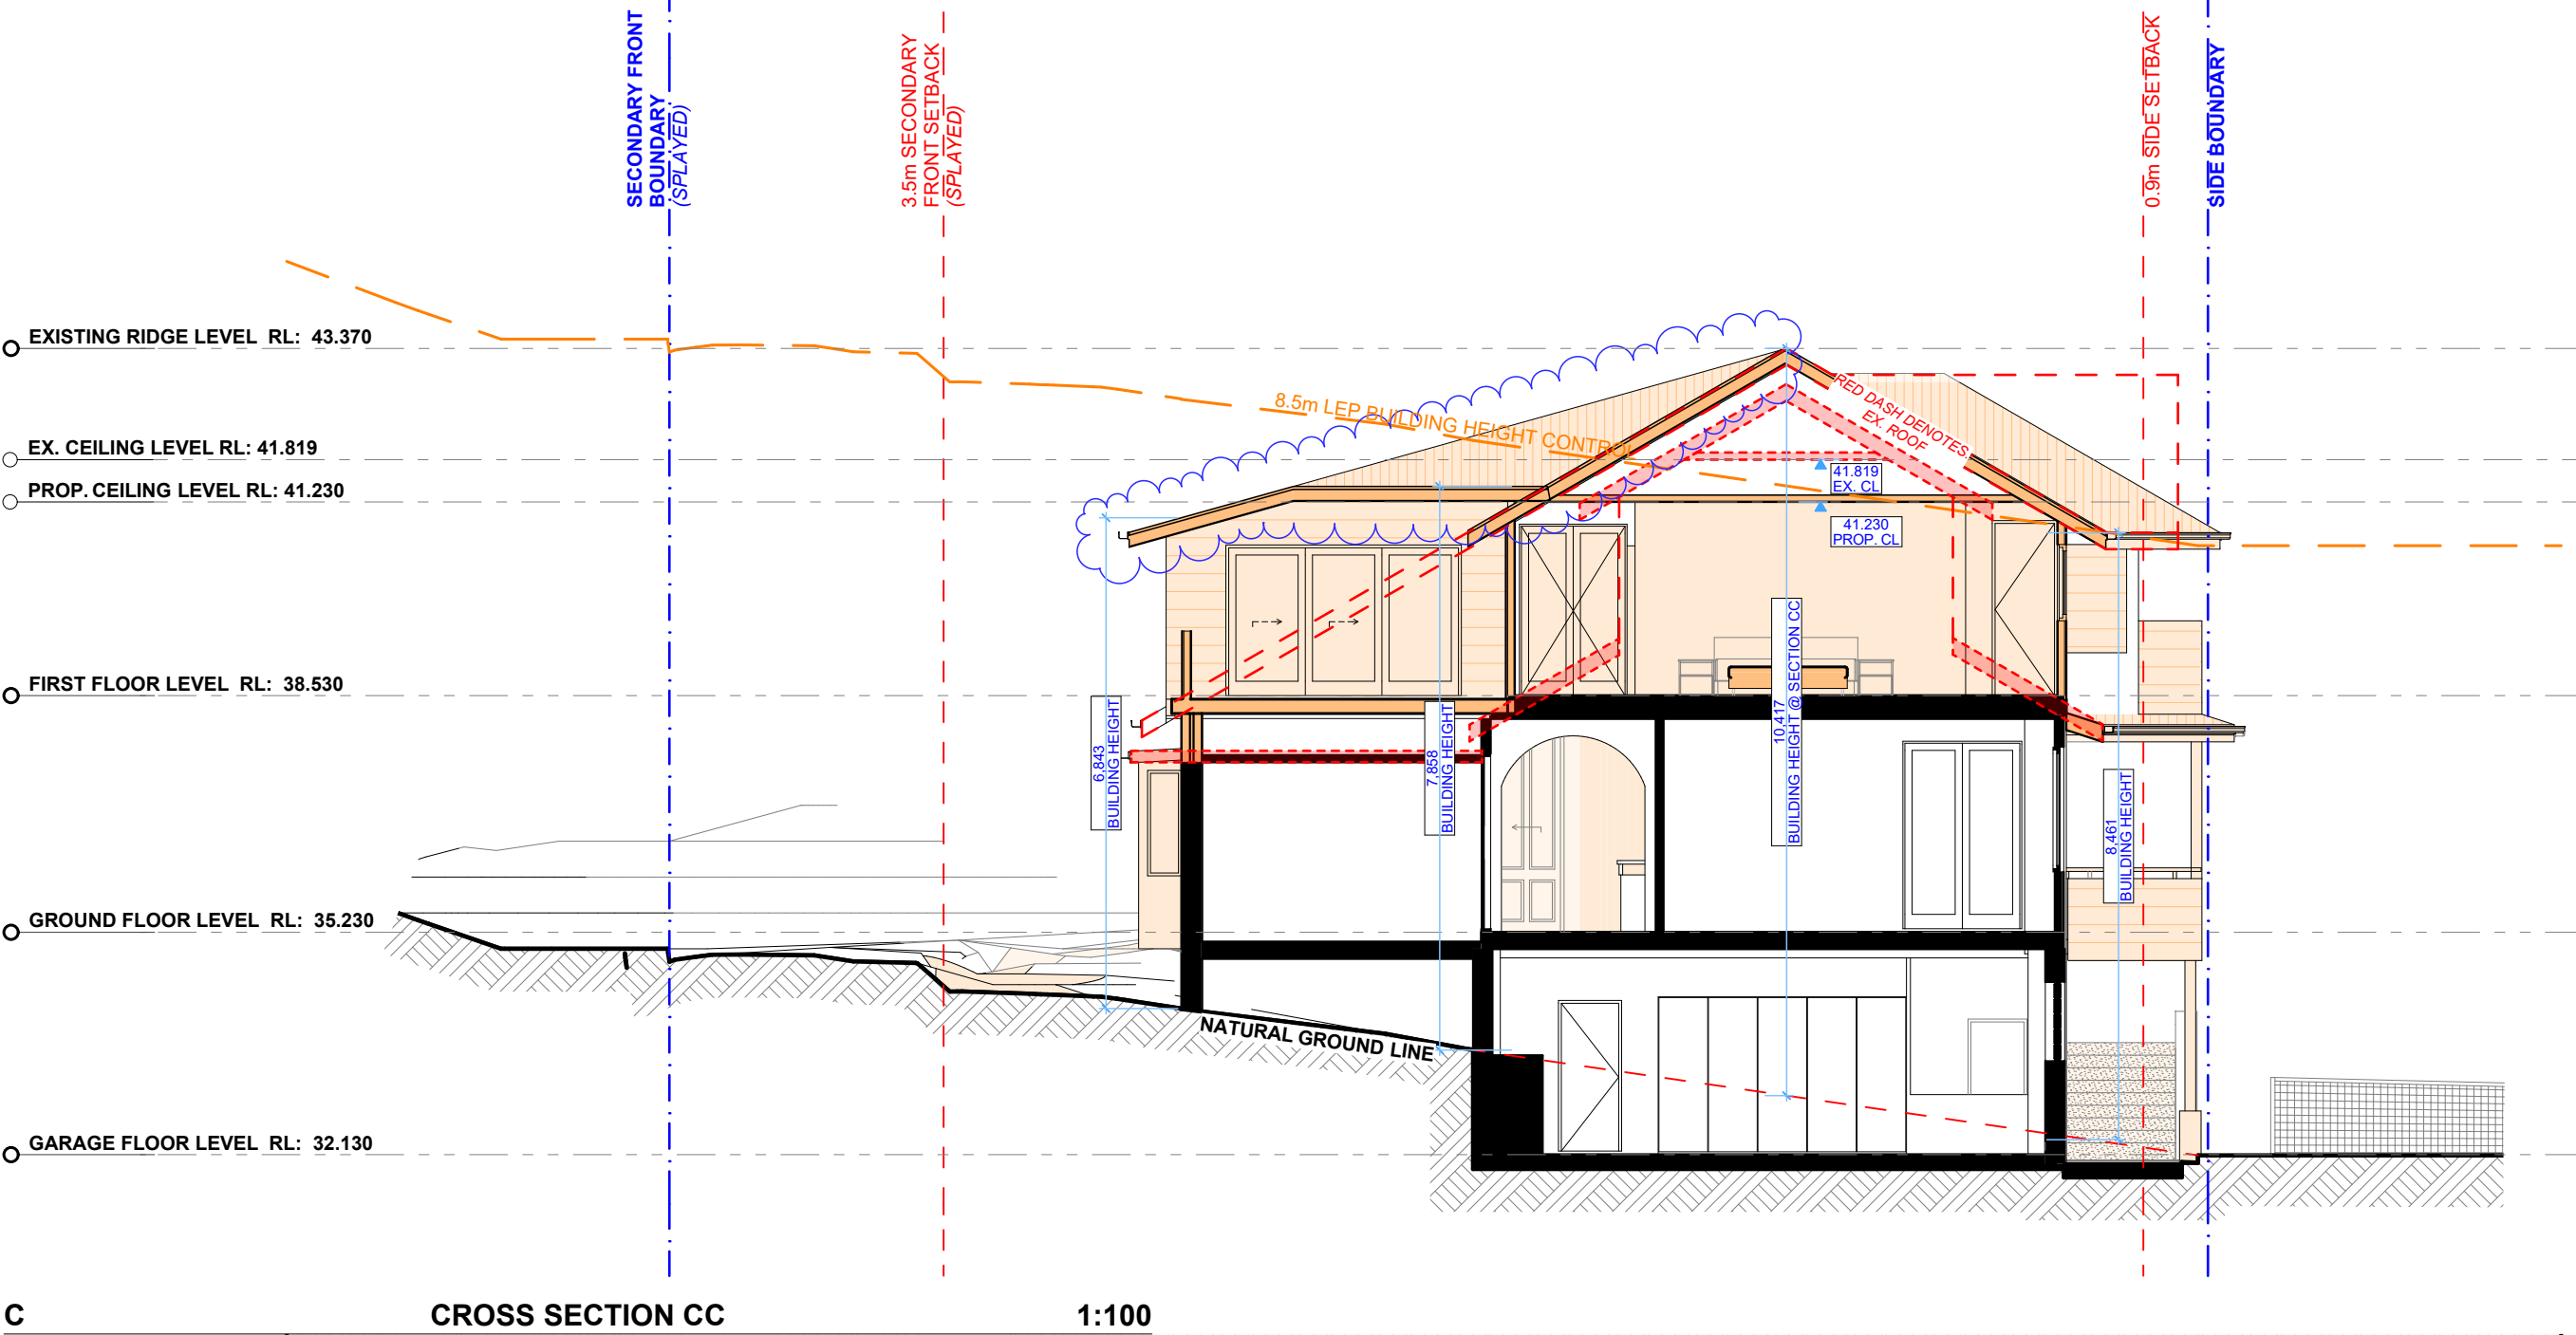 SECONDARY FRONT
BOUNDARY
(SPLAYED)
3.5m SECONDARY
FRONT SETBACK
(SPLAYED)
0.9m SIDE SETBACK
SIDE BOUNDARY
EXISTING RIDGE LEVEL RL: 43.370
8.5m LEP BUILDING HEIGHT CONTROL
RED DASH DENOTES
EX. ROOF
EX. CEILING LEVEL RL: 41.819
41.819
EX. CL
PROP. CEILING LEVEL RL: 41.230
41.230
PROP. CL
FIRST FLOOR LEVEL RL: 38.530
6,843
BUILDING HEIGHT
7,858
BUILDING HEIGHT
10,417
BUILDING HEIGHT @ SECTION CC
8,461
BUILDING HEIGHT
GROUND FLOOR LEVEL RL: 35.230
NATURAL GROUND LINE
GARAGE FLOOR LEVEL RL: 32.130
C CROSS SECTION CC 1:100